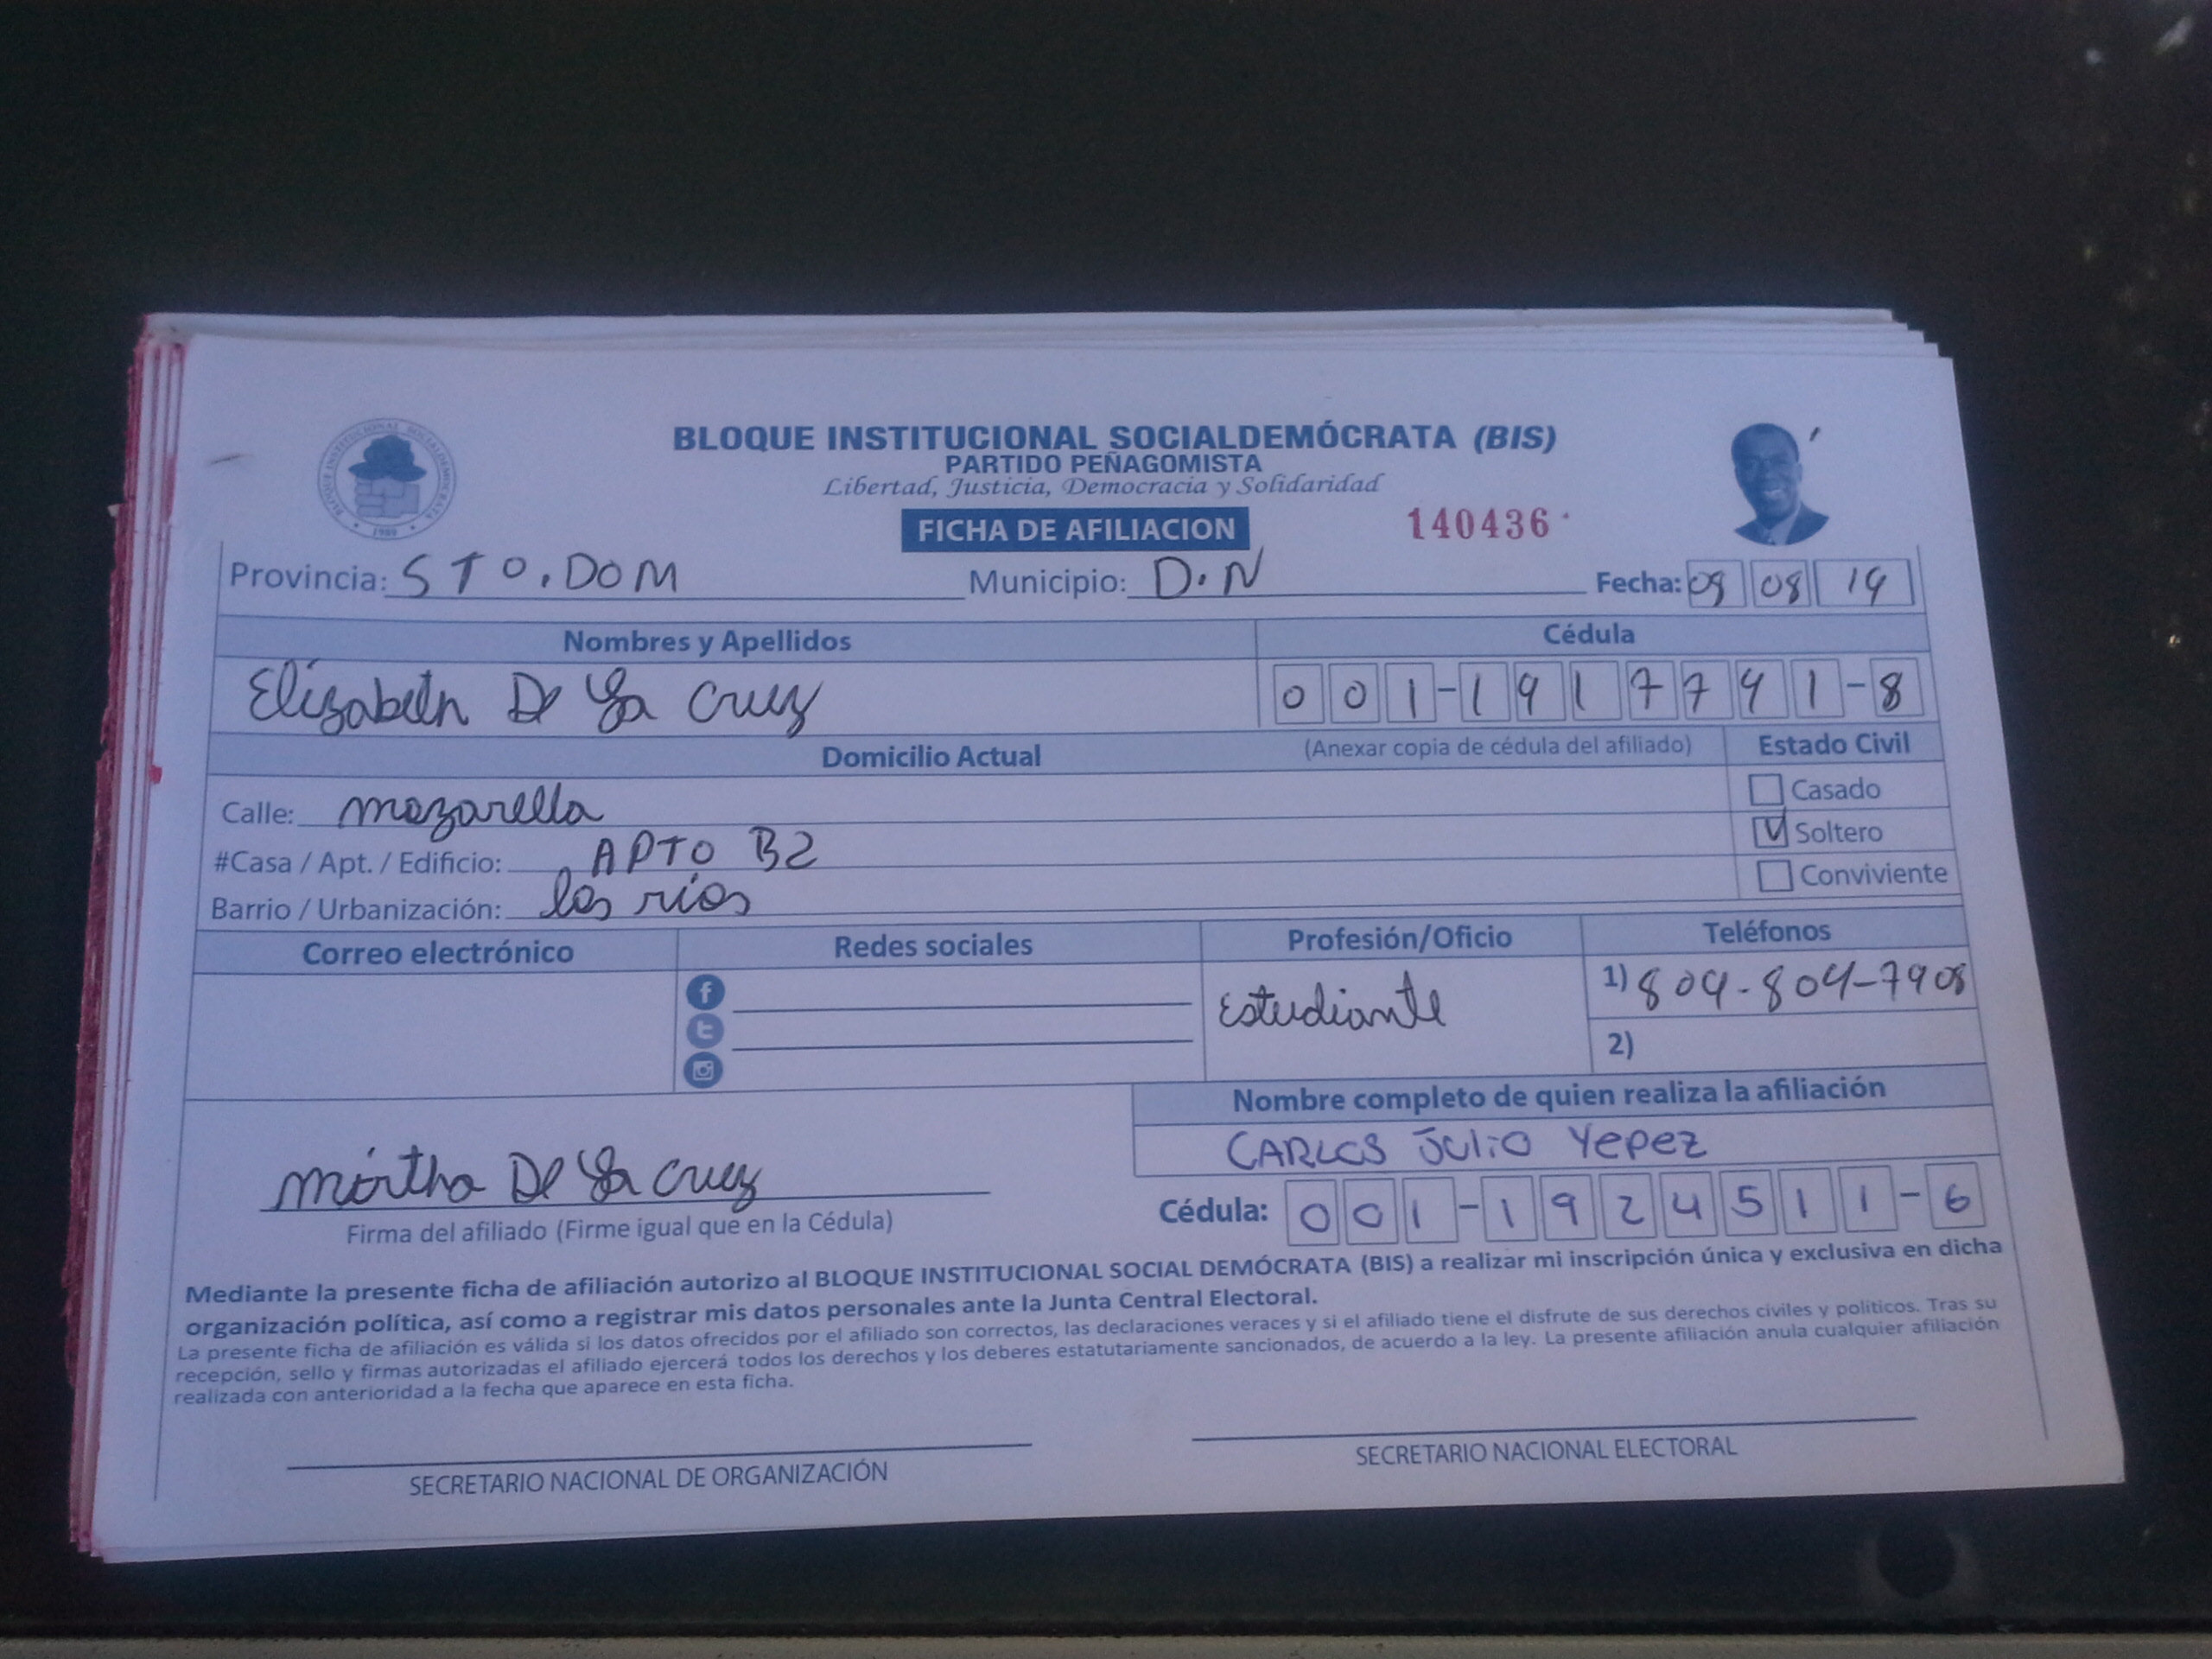 BLOQUE INSTITUCIONAL SOCIALDEMÓCRATA (BIS)
PARTIDO PEÑAGOMISTA
Libertad, Justicia, Democracia y Solidaridad
BLOQUE INSTITUCIONAL SOCIALDEMOCRATA
FICHA DE AFILIACION 140436
Provincia: STO. DOM Municipio: D.N Fecha: 09 08 19
Nombres y Apellidos Cédula
Elizabeth De La Cruz 001-1917741-8
Domicilio Actual (Anexar copia de cédula del afiliado) Estado Civil
Calle: mozarella Casado
#Casa / Apt. / Edificio: APTO B2 Soltero
Barrio / Urbanización: los rios Conviviente
Correo electrónico Redes sociales Profesión/Oficio Teléfonos
Estudiante 1) 809-804-7908
2)
Nombre completo de quien realiza la afiliación
CARLOS Julio Yepez
mirtha De La Cruz
Firma del afiliado (Firme igual que en la Cédula) Cédula: 001-1924511-6
Mediante la presente ficha de afiliación autorizo al BLOQUE INSTITUCIONAL SOCIAL DEMÓCRATA (BIS) a realizar mi inscripción única y exclusiva en dicha
organización política, así como a registrar mis datos personales ante la Junta Central Electoral.
La presente ficha de afiliación es válida si los datos ofrecidos por el afiliado son correctos, las declaraciones veraces y si el afiliado tiene el disfrute de sus derechos civiles y politicos. Tras su
recepción, sello y firmas autorizadas el afiliado ejercerá todos los derechos y los deberes estatutariamente sancionados, de acuerdo a la ley. La presente afiliación anula cualquier afiliación
realizada con anterioridad a la fecha que aparece en esta ficha.
SECRETARIO NACIONAL DE ORGANIZACIÓN SECRETARIO NACIONAL ELECTORAL